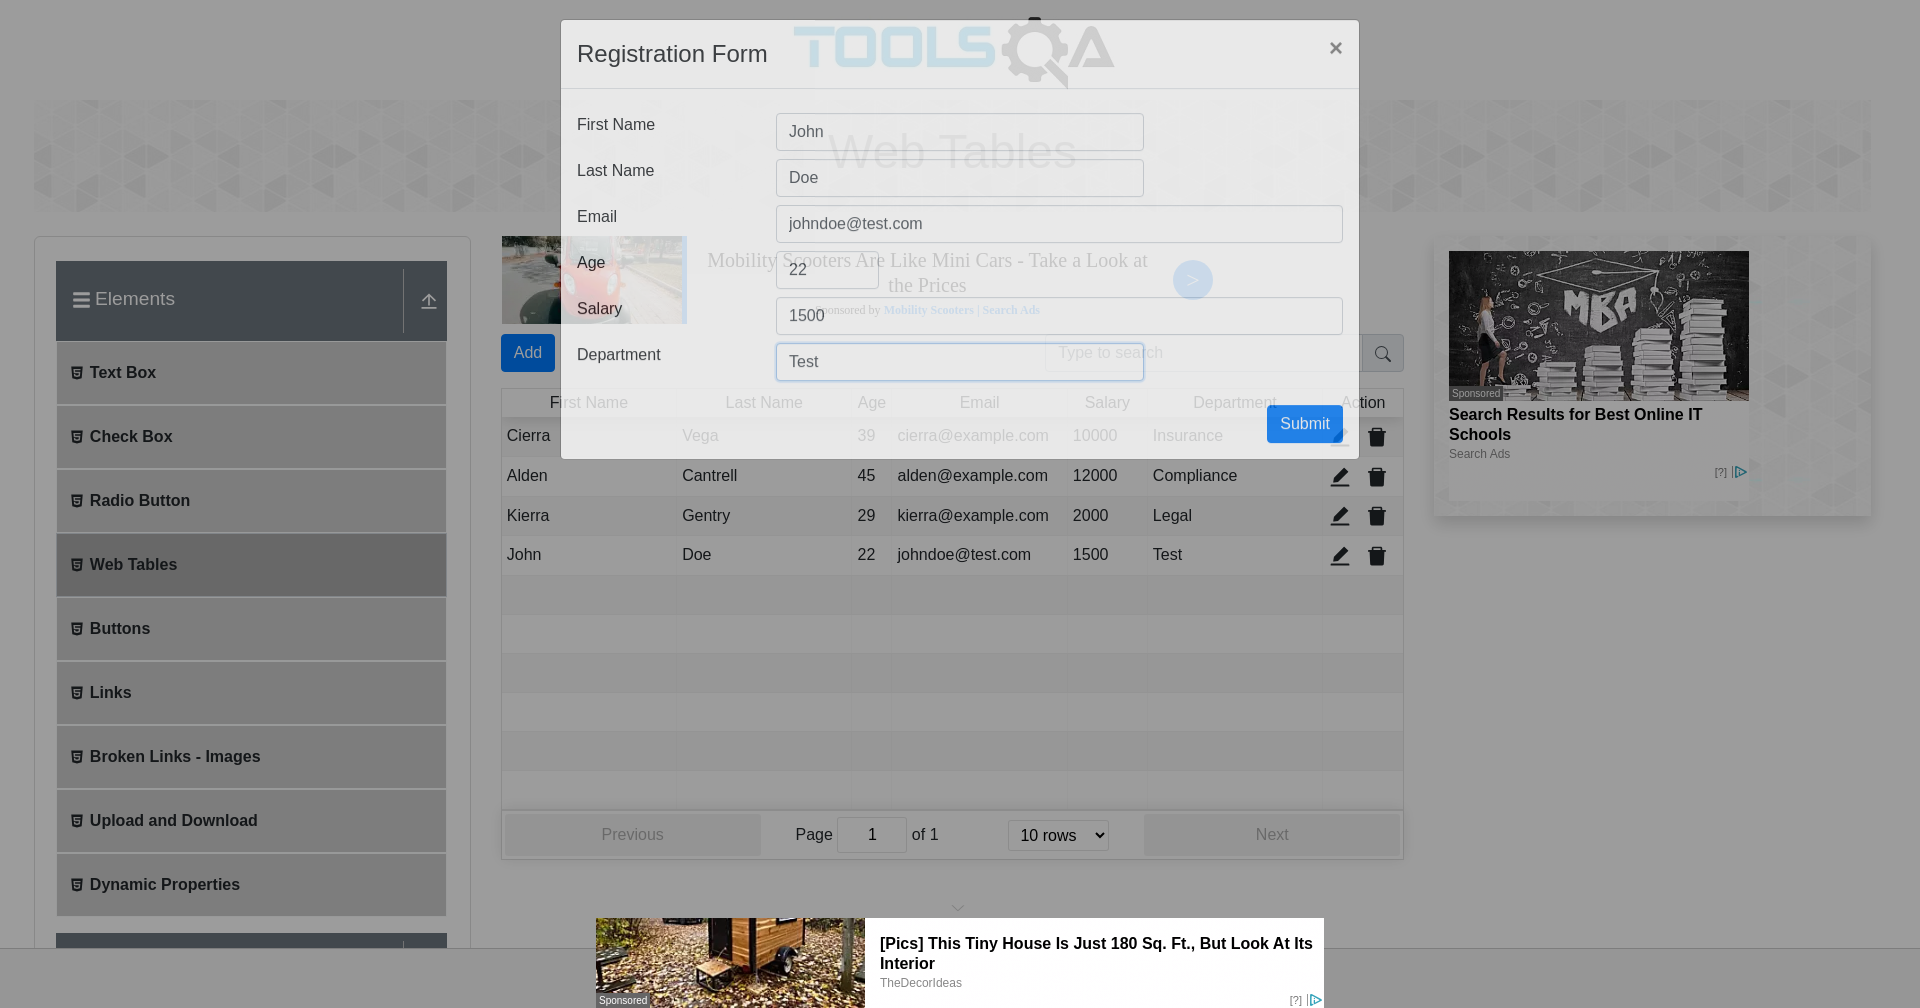 TOOLSQA
Registration Form
×
Web Tables
First Name
John
Last Name
Doe
Email
johndoe@test.com
Age
22
Salary
1500
Department
Test
Submit
Mobility Scooters Are Like Mini Cars - Take a Look at
the Prices
Sponsored by Mobility Scooters | Search Ads
>
Elements
Text Box
Check Box
Radio Button
Web Tables
Buttons
Links
Broken Links - Images
Upload and Download
Dynamic Properties
Add
Type to search
First Name Last Name Age Email Salary Department Action
Cierra Vega 39 cierra@example.com 10000 Insurance
Alden Cantrell 45 alden@example.com 12000 Compliance
Kierra Gentry 29 kierra@example.com 2000 Legal
John Doe 22 johndoe@test.com 1500 Test
Previous Page 1 of 1 10 rows Next
MBA
Sponsored
Search Results for Best Online IT
Schools
Search Ads
[?]
[Pics] This Tiny House Is Just 180 Sq. Ft., But Look At Its
Interior
TheDecorIdeas
Sponsored
[?]